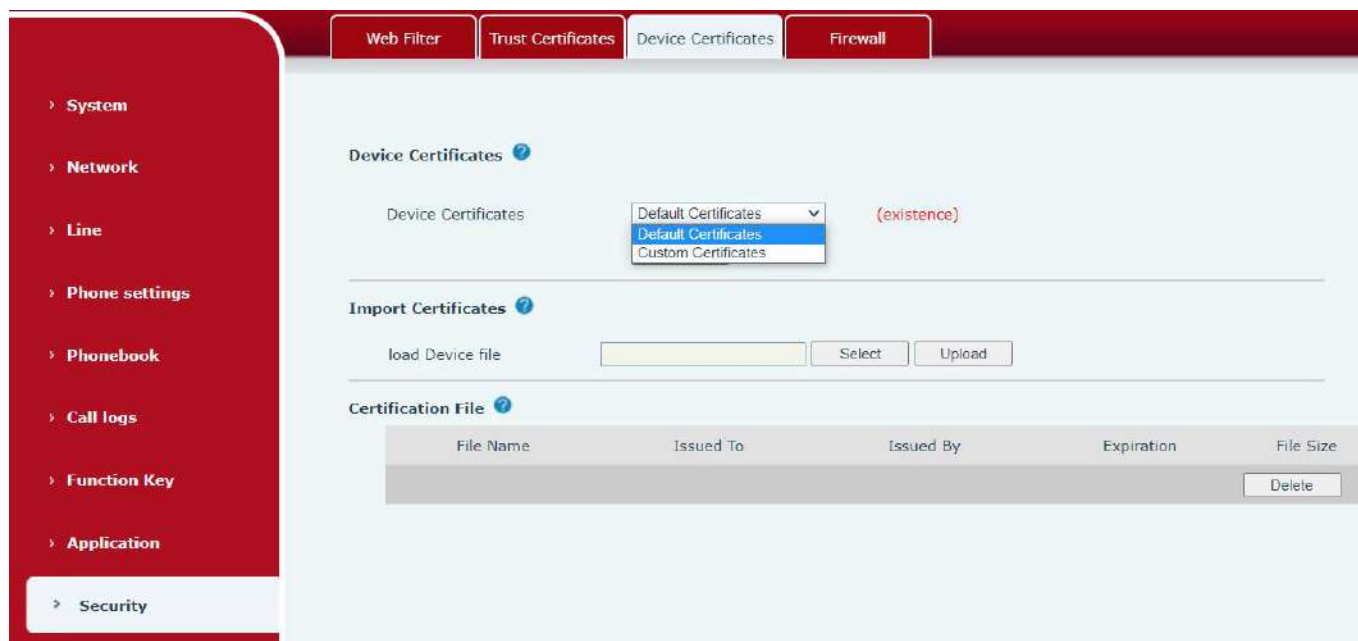 Web Filter Trust Certificates Device Certificates Firewall
› System
› Network
› Line
› Phone settings
› Phonebook
› Call logs
› Function Key
› Application
› Security
Device Certificates ?
Device Certificates Default Certificates (existence)
Default Certificates
Custom Certificates
Import Certificates ?
load Device file Select Upload
Certification File ?
File Name Issued To Issued By Expiration File Size
Delete